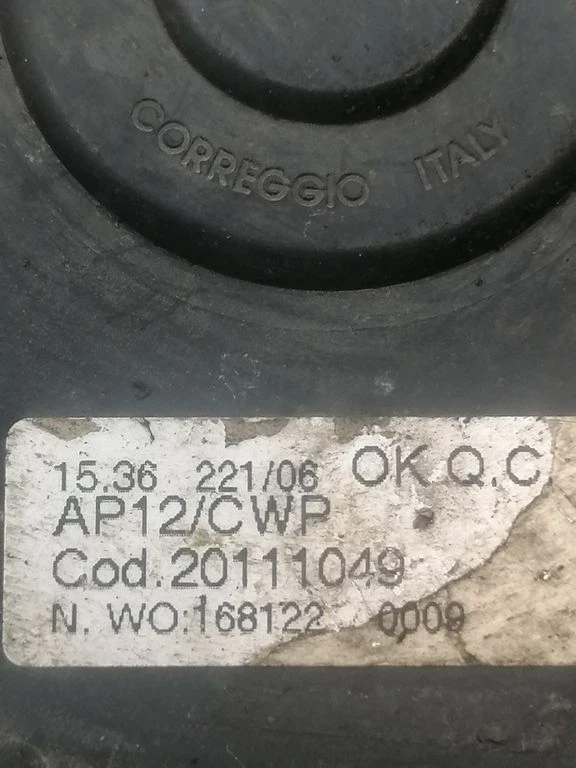 CORREGGIO ITALY
15.36 221/06 OK Q.C.
AP12/CWP
Cod.20111049
N. WO:168122 0009